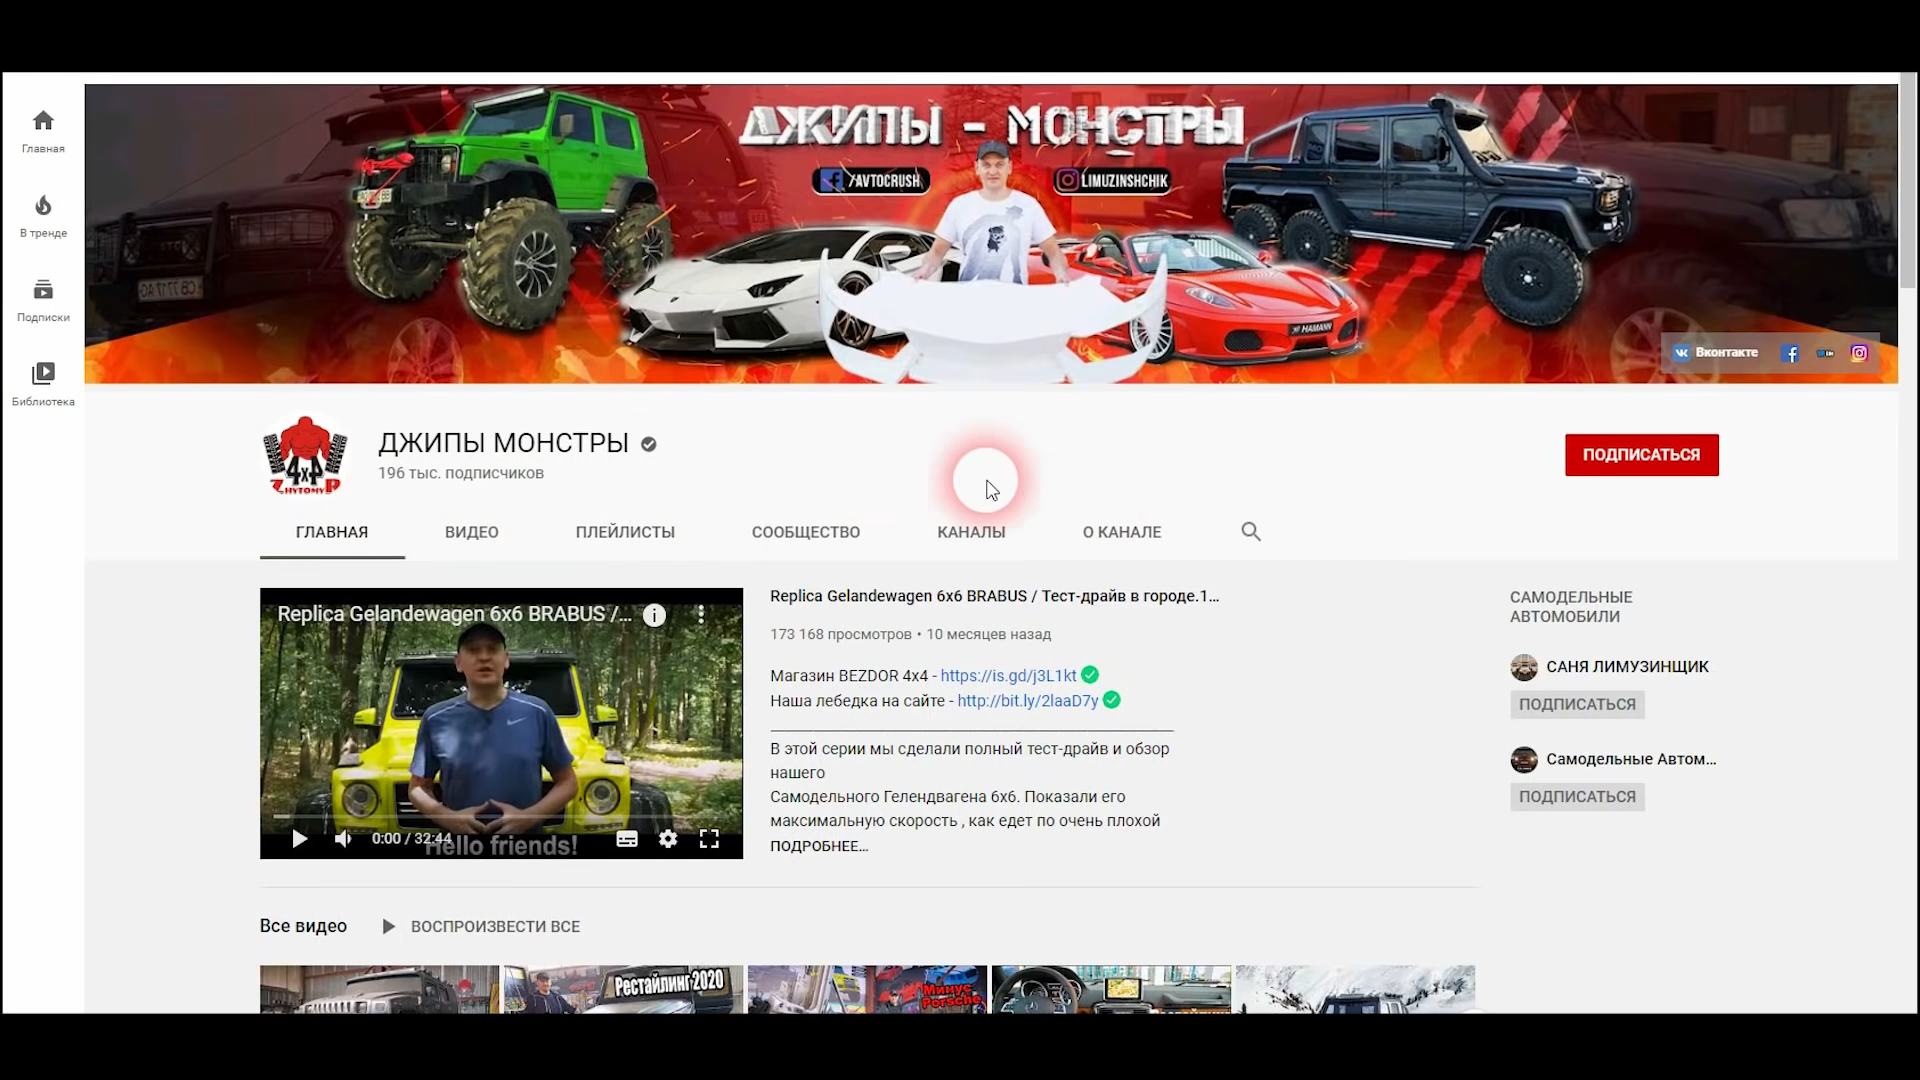 ДЖИПЫ - МОНСТРЫ
/AVTOCRUSH
LIMUZINSHCHIK
HAMANN
Вконтакте
Главная
В тренде
Подписки
Библиотека
4x4
ZHYTOMYR
ДЖИПЫ МОНСТРЫ
196 тыс. подписчиков
ПОДПИСАТЬСЯ
ГЛАВНАЯ
ВИДЕО
ПЛЕЙЛИСТЫ
СООБЩЕСТВО
КАНАЛЫ
О КАНАЛЕ
Replica Gelandewagen 6x6 BRABUS /...
0:00 / 32:44
Hello friends!
Replica Gelandewagen 6x6 BRABUS / Тест-драйв в городе.1...
173 168 просмотров • 10 месяцев назад
Магазин BEZDOR 4x4 - https://is.gd/j3L1kt
Наша лебедка на сайте - http://bit.ly/2laaD7y
В этой серии мы сделали полный тест-драйв и обзор
нашего
Самодельного Гелендвагена 6х6. Показали его
максимальную скорость , как едет по очень плохой
ПОДРОБНЕЕ...
САМОДЕЛЬНЫЕ
АВТОМОБИЛИ
САНЯ ЛИМУЗИНЩИК
ПОДПИСАТЬСЯ
Самодельные Автом...
ПОДПИСАТЬСЯ
Все видео
ВОСПРОИЗВЕСТИ ВСЕ
Рестайлинг 2020
Минус
Porsche